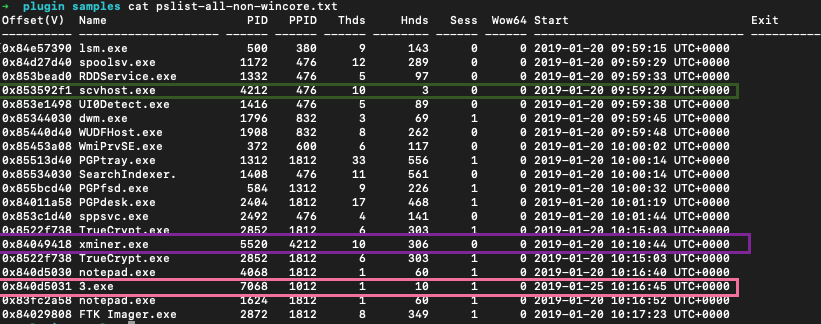 ➜ plugin samples cat pslist-all-non-wincore.txt
Offset(V) Name PID PPID Thds Hnds Sess Wow64 Start Exit
0x84e57390 lsm.exe 500 380 9 143 0 0 2019-01-20 09:59:15 UTC+0000
0x84d27d40 spoolsv.exe 1172 476 12 289 0 0 2019-01-20 09:59:29 UTC+0000
0x853bead0 RDDService.exe 1332 476 5 97 0 0 2019-01-20 09:59:33 UTC+0000
0x853592f1 scvhost.exe 4212 476 10 3 0 0 2019-01-20 09:59:29 UTC+0000
0x853e1498 UI0Detect.exe 1416 476 5 89 0 0 2019-01-20 09:59:38 UTC+0000
0x85344030 dwm.exe 1796 832 3 69 1 0 2019-01-20 09:59:45 UTC+0000
0x85440d40 WUDFHost.exe 1908 832 8 262 0 0 2019-01-20 09:59:48 UTC+0000
0x85453a08 WmiPrvSE.exe 372 600 6 117 0 0 2019-01-20 10:00:02 UTC+0000
0x85513d40 PGPtray.exe 1312 1812 33 556 1 0 2019-01-20 10:00:14 UTC+0000
0x85534030 SearchIndexer. 1408 476 11 561 0 0 2019-01-20 10:00:14 UTC+0000
0x855bcd40 PGPfsd.exe 584 1312 9 226 1 0 2019-01-20 10:00:32 UTC+0000
0x84011a58 PGPdesk.exe 2404 1812 17 468 1 0 2019-01-20 10:01:19 UTC+0000
0x853c1d40 sppsvc.exe 2492 476 4 141 0 0 2019-01-20 10:01:44 UTC+0000
0x8522f738 TrueCrypt.exe 2852 1812 6 303 1 0 2019-01-20 10:15:03 UTC+0000
0x84049418 xminer.exe 5520 4212 10 306 0 0 2019-01-20 10:10:44 UTC+0000
0x8522f738 TrueCrypt.exe 2852 1812 6 303 1 0 2019-01-20 10:15:03 UTC+0000
0x840d5030 notepad.exe 4068 1812 1 60 1 0 2019-01-20 10:16:40 UTC+0000
0x840d5031 3.exe 7068 1012 1 10 1 0 2019-01-25 10:16:45 UTC+0000
0x83fc2a58 notepad.exe 1624 1812 1 60 1 0 2019-01-20 10:16:52 UTC+0000
0x84029808 FTK Imager.exe 2872 1812 8 349 1 0 2019-01-20 10:17:23 UTC+0000